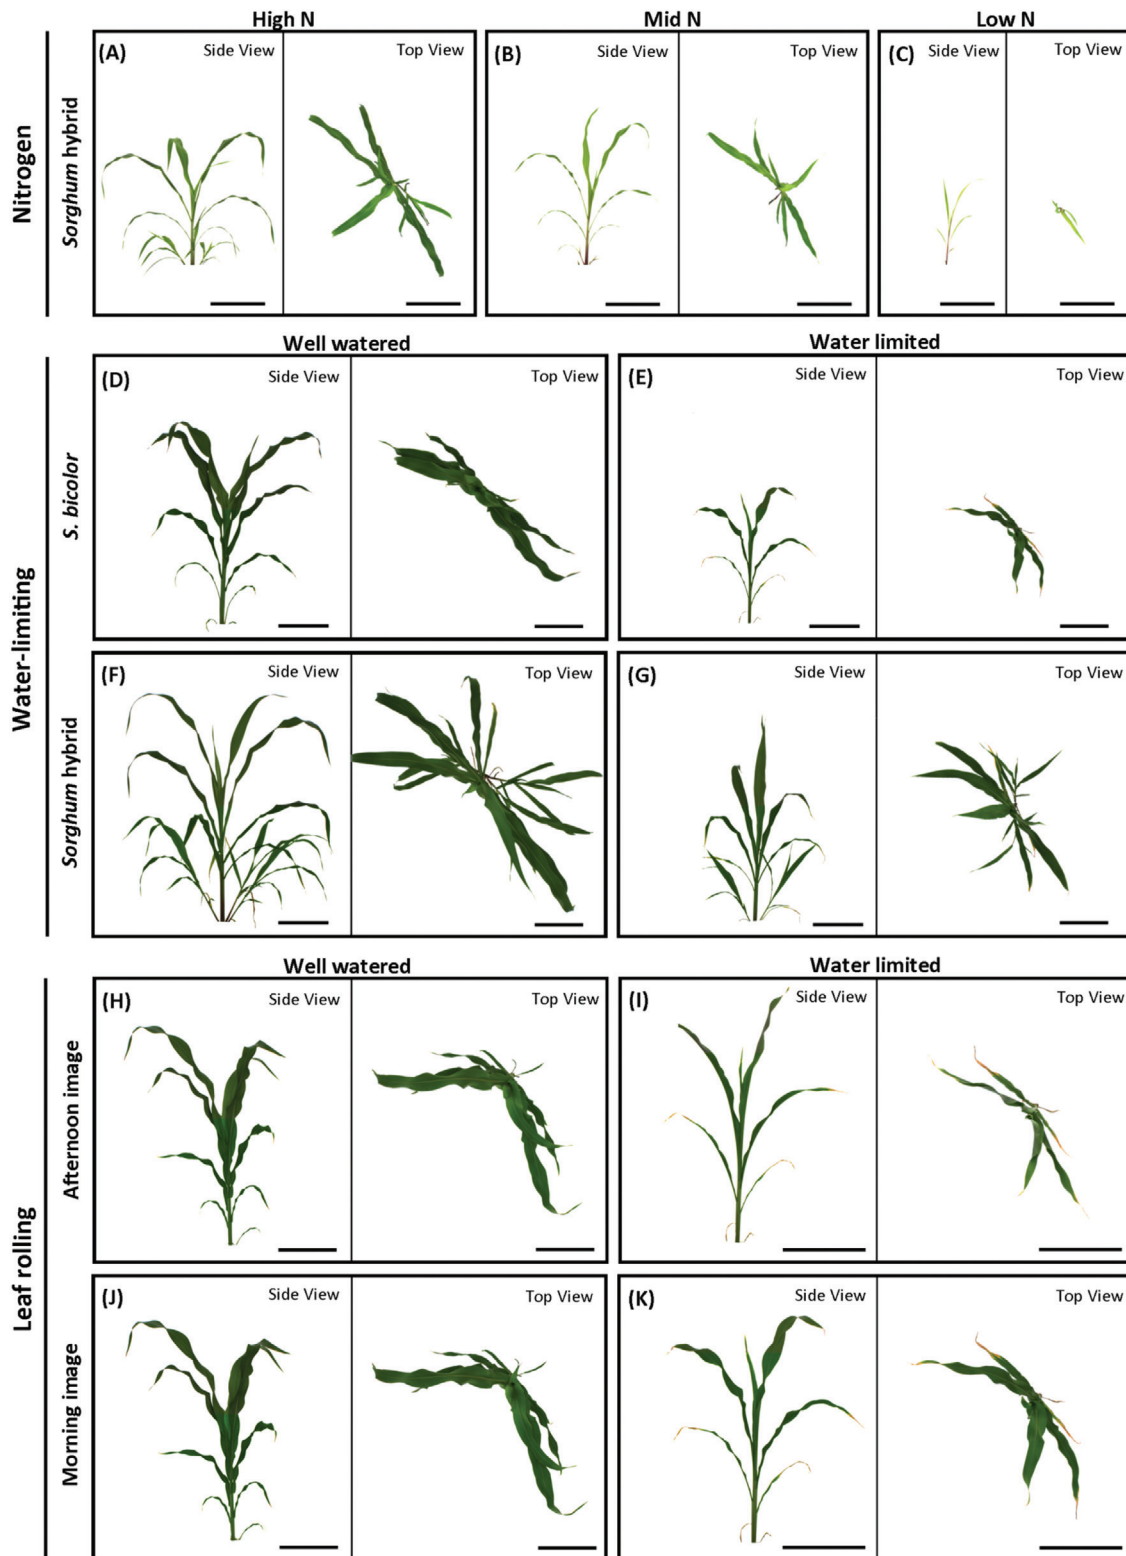 High N
Mid N
Low N
Nitrogen
Sorghum hybrid
(A)
Side View
Top View
(B)
Side View
Top View
(C)
Side View
Top View
Well watered
Water limited
Water-limiting
S. bicolor
(D)
Side View
Top View
(E)
Side View
Top View
Sorghum hybrid
(F)
Side View
Top View
(G)
Side View
Top View
Well watered
Water limited
Leaf rolling
Afternoon image
(H)
Side View
Top View
(I)
Side View
Top View
Morning image
(J)
Side View
Top View
(K)
Side View
Top View